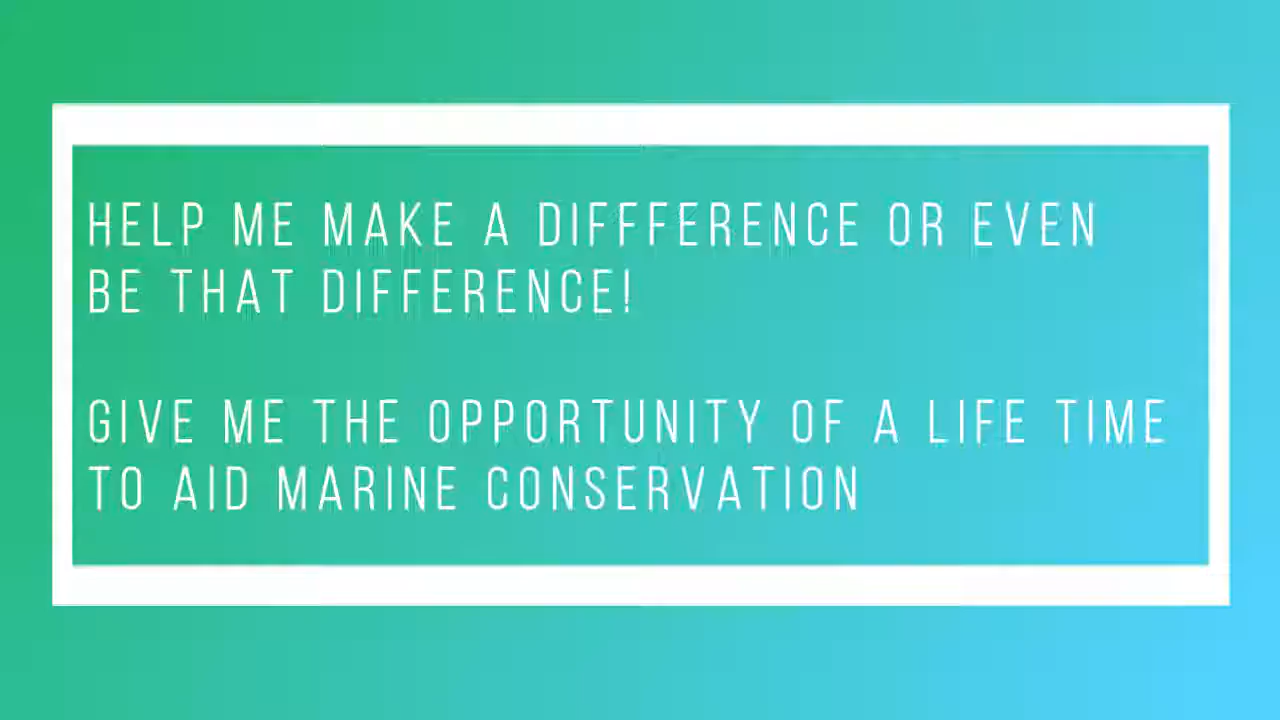 HELP ME MAKE A DIFFFERENCE OR EVEN
BE THAT DIFFERENCE!
GIVE ME THE OPPORTUNITY OF A LIFE TIME
TO AID MARINE CONSERVATION